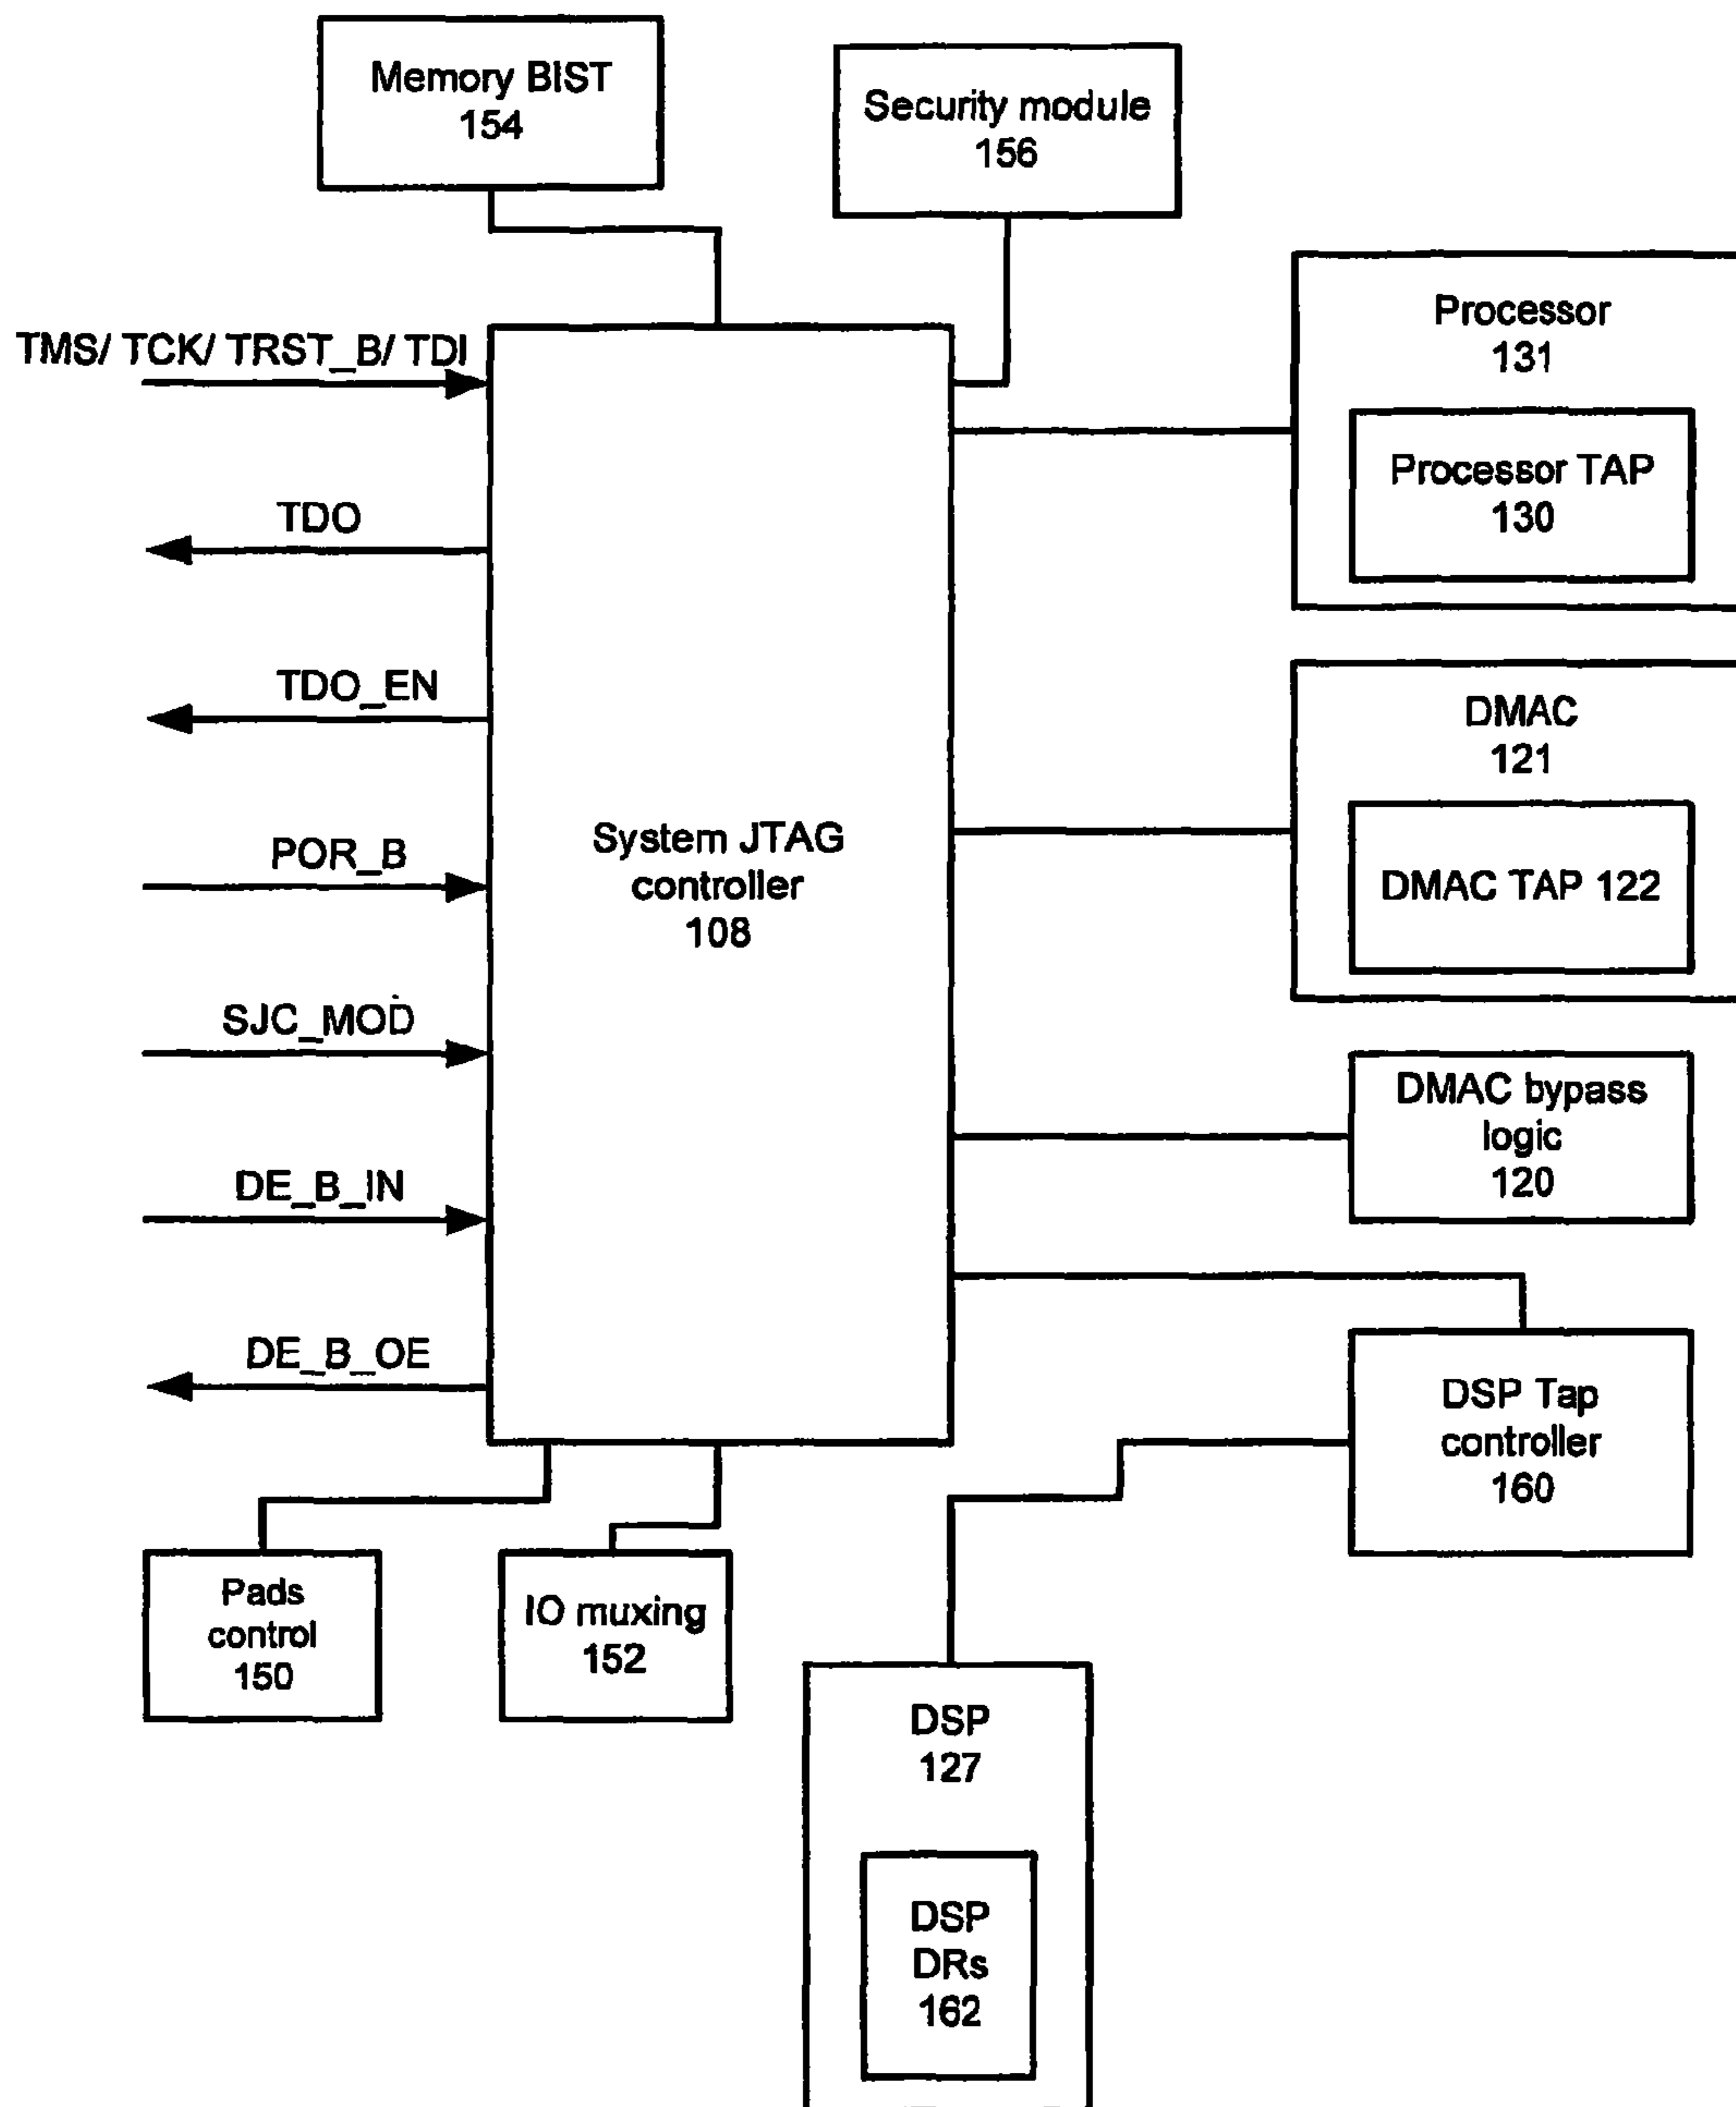 Memory BIST
154
Security module
156
TMS/ TCK/ TRST_B/ TDI
TDO
TDO_EN
POR_B
SJC_MOD
DE_B_IN
DE_B_OE
System JTAG
controller
108
Processor
131
Processor TAP
130
DMAC
121
DMAC TAP 122
DMAC bypass
logic
120
DSP Tap
controller
160
Pads
control
150
IO muxing
152
DSP
127
DSP
DRs
162